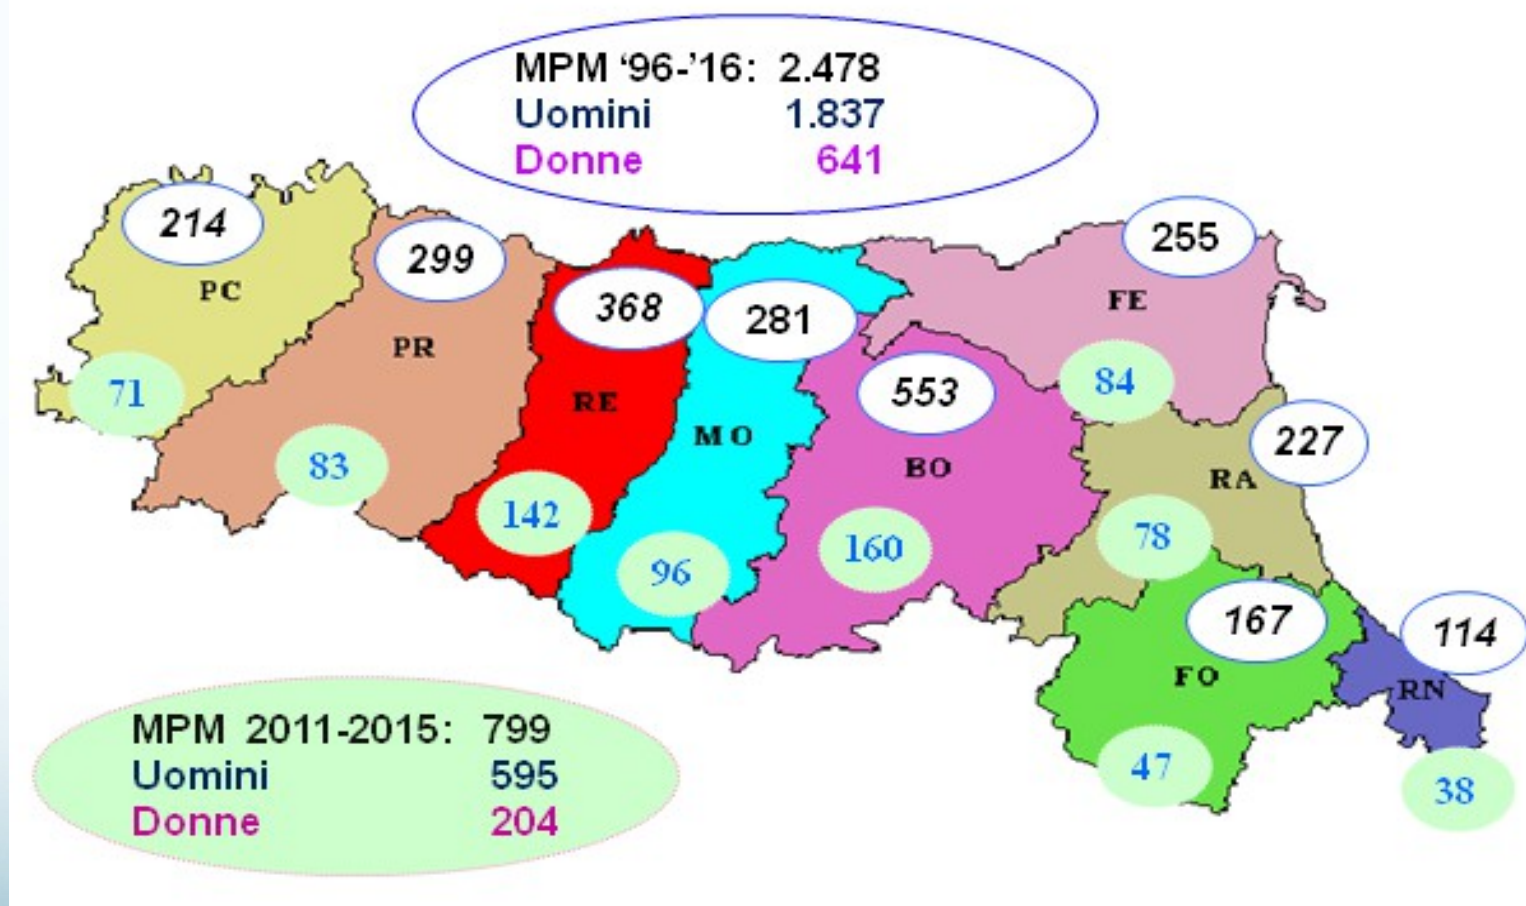 MPM ‘96-’16: 2.478
Uomini 1.837
Donne 641
214
PC
71
299
PR
83
368
RE
142
281
MO
96
553
BO
160
255
FE
84
227
RA
78
167
FO
47
114
RN
38
MPM 2011-2015: 799
Uomini 595
Donne 204